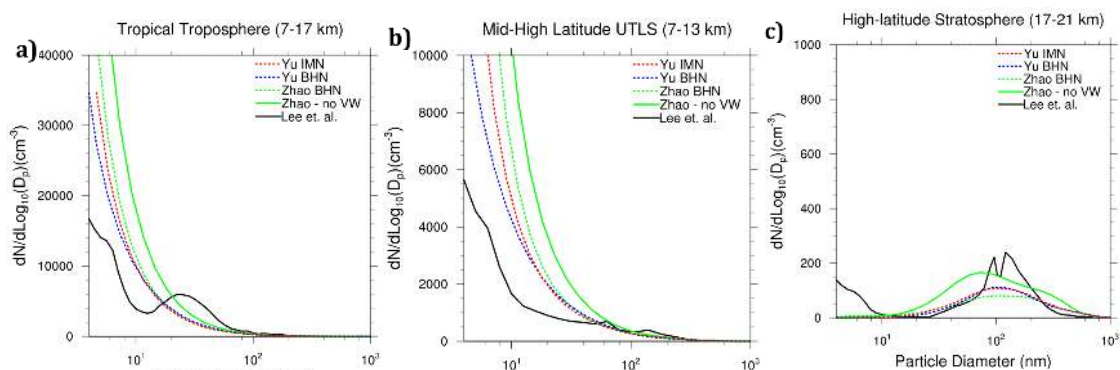 a)
Tropical Troposphere (7-17 km)
dN/dLog10(Dp)(cm-3)
40000
30000
20000
10000
0
10¹
10²
10³
Yu IMN
Yu BHN
Zhao BHN
Zhao - no VW
Lee et. al.
b)
Mid-High Latitude UTLS (7-13 km)
dN/dLog10(Dp)(cm-3)
10000
8000
6000
4000
2000
0
10¹
10²
10³
Yu IMN
Yu BHN
Zhao BHN
Zhao - no VW
Lee et. al.
c)
High-latitude Stratosphere (17-21 km)
dN/dLog10(Dp)(cm-3)
1000
800
600
400
200
0
10¹
10²
10³
Yu IMN
Yu BHN
Zhao BHN
Zhao - no VW
Lee et. al.
Particle Diameter (nm)